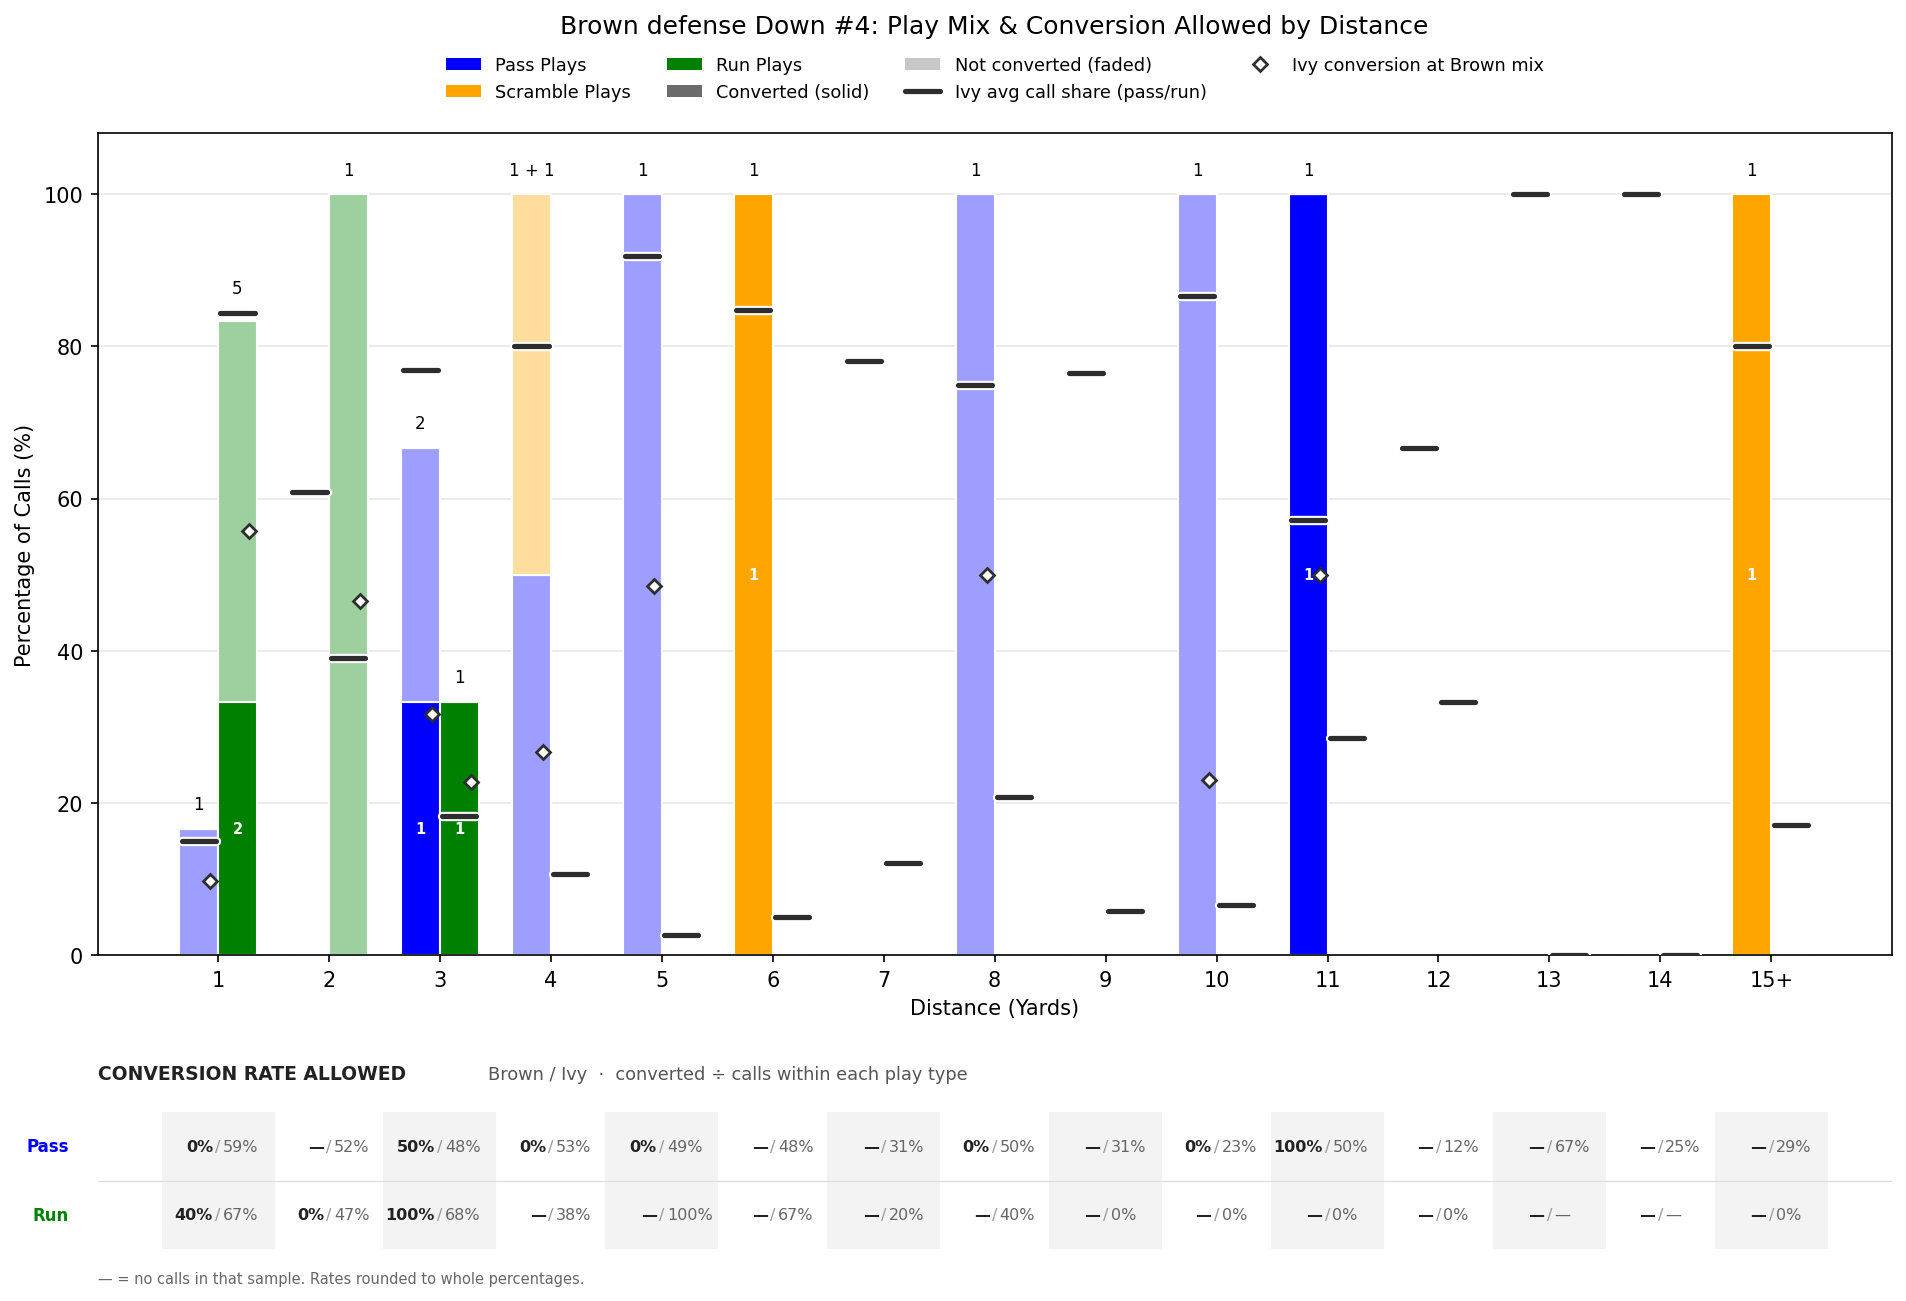 Brown defense Down #4: Play Mix & Conversion Allowed by Distance
Pass Plays Run Plays Not converted (faded) Ivy conversion at Brown mix
Scramble Plays Converted (solid) Ivy avg call share (pass/run)
1 1 + 1 1 1 1 1 1 1
100
5
80
2
60
1 1 1
40
1
20
1
2 1 1
0
1 2 3 4 5 6 7 8 9 10 11 12 13 14 15+
Percentage of Calls (%)
Distance (Yards)
CONVERSION RATE ALLOWED Brown / Ivy · converted ÷ calls within each play type
Pass 0% / 59% — / 52% 50% / 48% 0% / 53% 0% / 49% — / 48% — / 31% 0% / 50% — / 31% 0% / 23% 100% / 50% — / 12% — / 67% — / 25% — / 29%
Run 40% / 67% 0% / 47% 100% / 68% — / 38% — / 100% — / 67% — / 20% — / 40% — / 0% — / 0% — / 0% — / 0% — / — — / — — / 0%
— = no calls in that sample. Rates rounded to whole percentages.